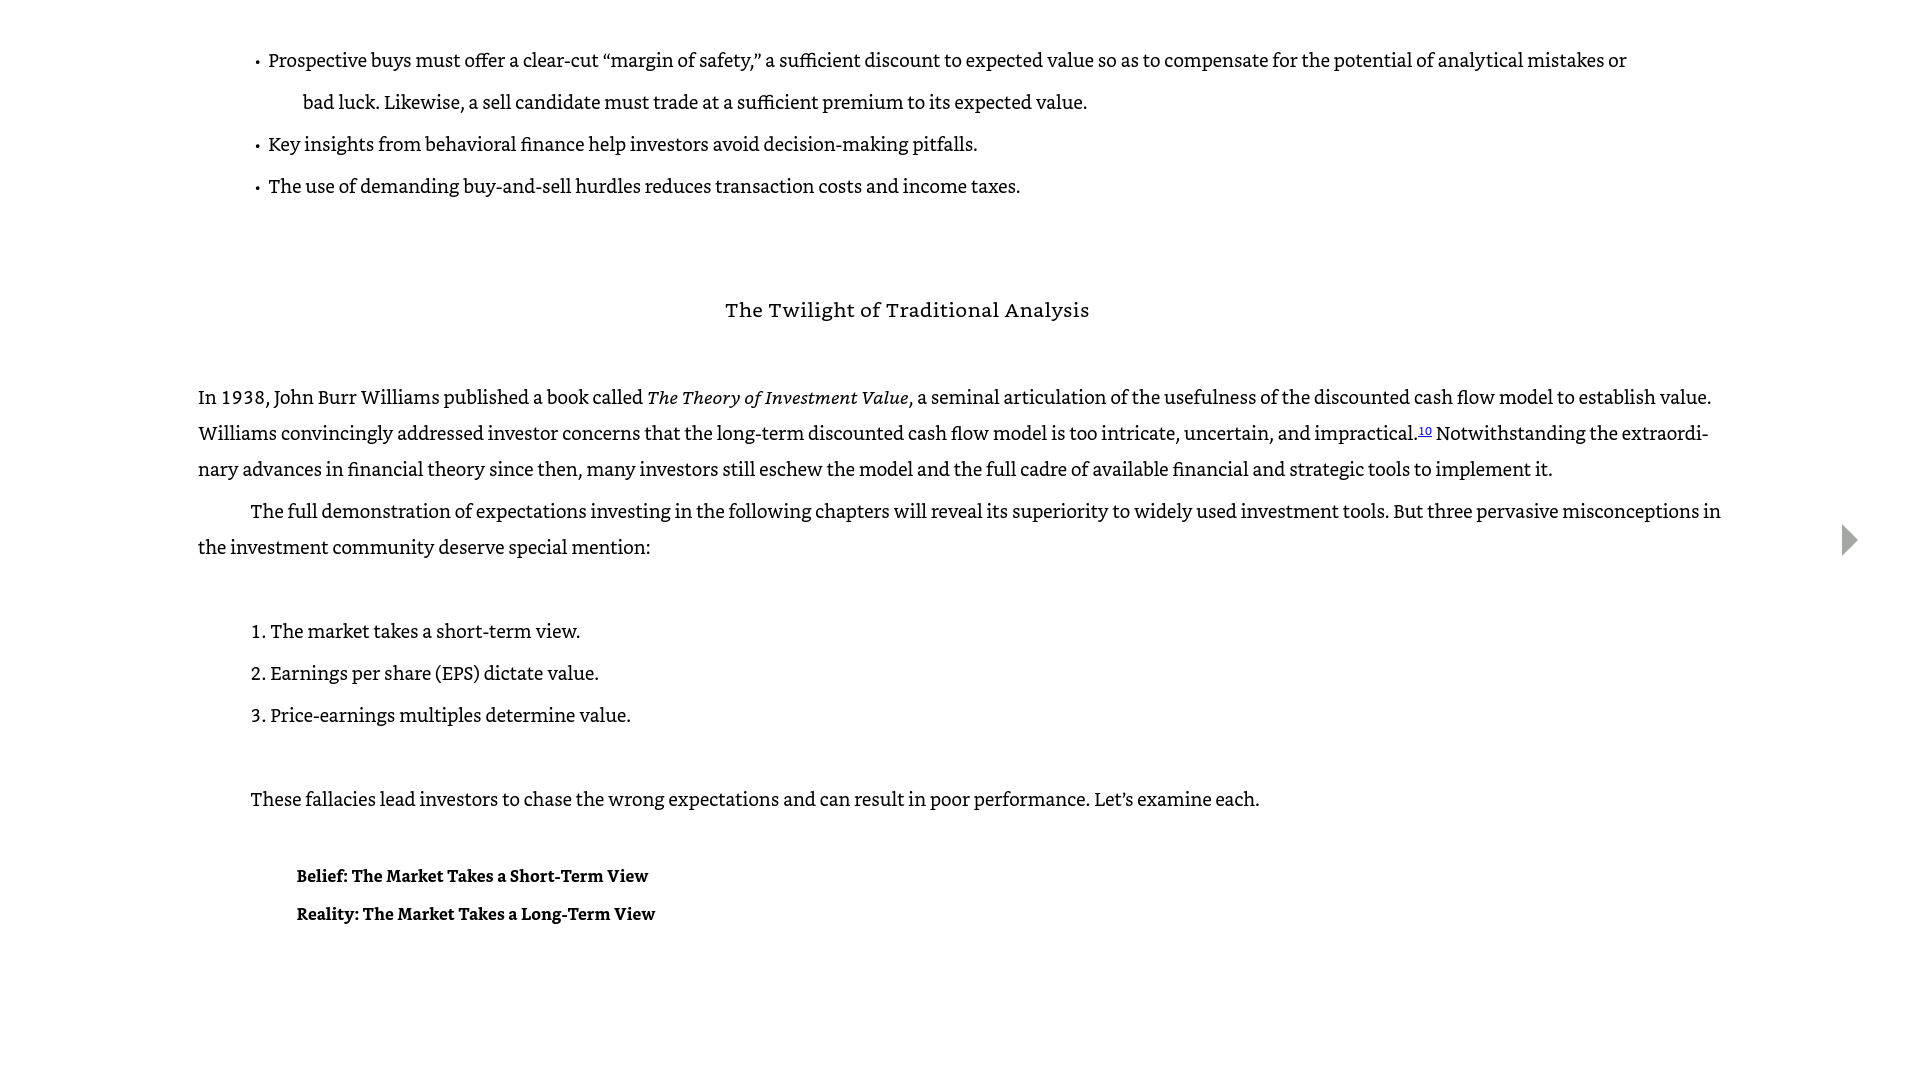 • Prospective buys must offer a clear-cut “margin of safety,” a sufficient discount to expected value so as to compensate for the potential of analytical mistakes or
bad luck. Likewise, a sell candidate must trade at a sufficient premium to its expected value.
• Key insights from behavioral finance help investors avoid decision-making pitfalls.
• The use of demanding buy-and-sell hurdles reduces transaction costs and income taxes.
The Twilight of Traditional Analysis
In 1938, John Burr Williams published a book called The Theory of Investment Value, a seminal articulation of the usefulness of the discounted cash flow model to establish value.
Williams convincingly addressed investor concerns that the long-term discounted cash flow model is too intricate, uncertain, and impractical.10 Notwithstanding the extraordi-
nary advances in financial theory since then, many investors still eschew the model and the full cadre of available financial and strategic tools to implement it.
The full demonstration of expectations investing in the following chapters will reveal its superiority to widely used investment tools. But three pervasive misconceptions in
the investment community deserve special mention:
1. The market takes a short-term view.
2. Earnings per share (EPS) dictate value.
3. Price-earnings multiples determine value.
These fallacies lead investors to chase the wrong expectations and can result in poor performance. Let’s examine each.
Belief: The Market Takes a Short-Term View
Reality: The Market Takes a Long-Term View